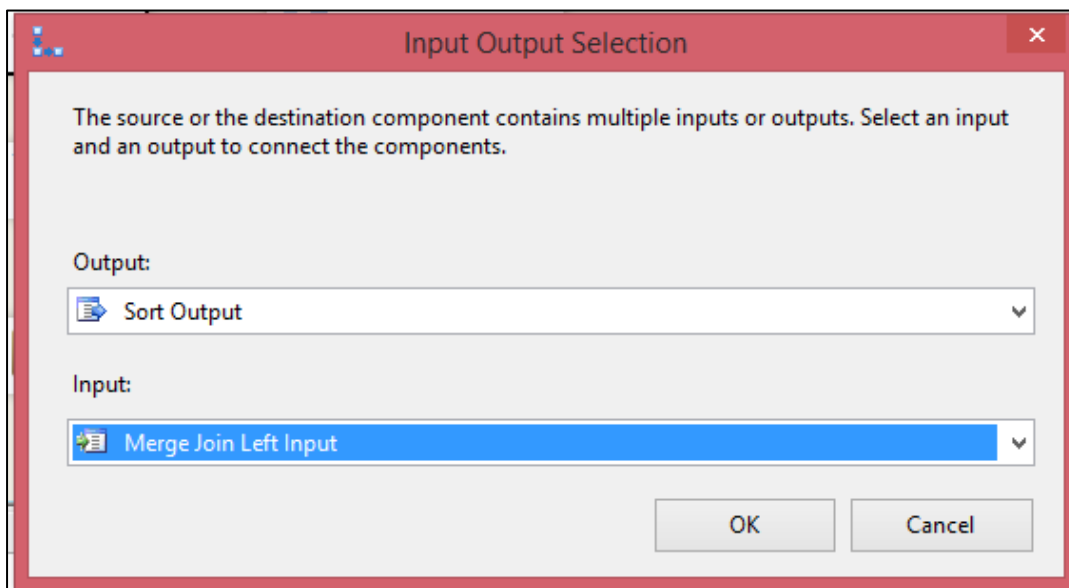 Input Output Selection
The source or the destination component contains multiple inputs or outputs. Select an input
and an output to connect the components.
Output:
Sort Output
Input:
Merge Join Left Input
OK
Cancel